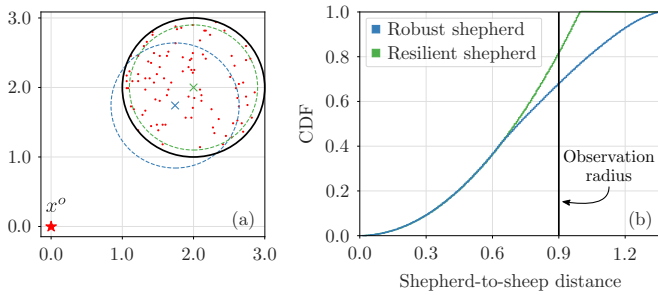 3.0
2.0
1.0
0.0
0.0
1.0
2.0
3.0
x^o
(a)
1.0
0.8
0.6
0.4
0.2
0.0
CDF
Robust shepherd
Resilient shepherd
Observation
radius
(b)
0.0
0.3
0.6
0.9
1.2
Shepherd-to-sheep distance